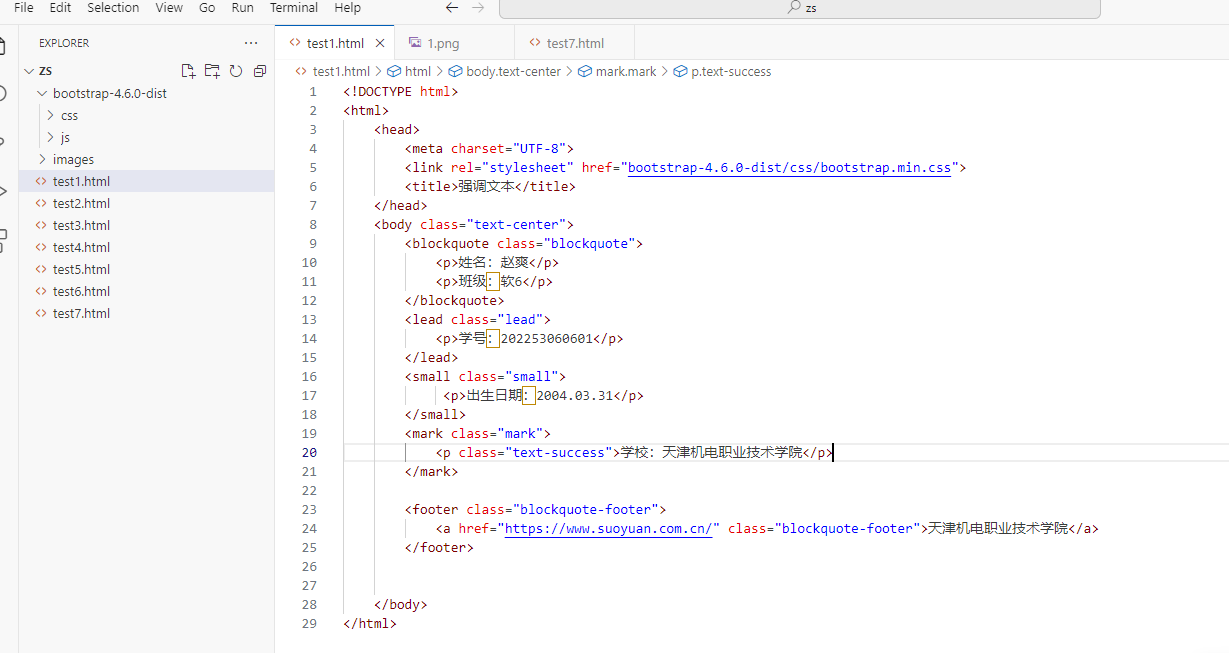 File Edit Selection View Go Run Terminal Help ← → zs
EXPLORER ···
ZS
bootstrap-4.6.0-dist
css
js
images
test1.html
test2.html
test3.html
test4.html
test5.html
test6.html
test7.html
test1.html 1.png test7.html
test1.html > html > body.text-center > mark.mark > p.text-success
1 <!DOCTYPE html>
2 <html>
3 <head>
4 <meta charset="UTF-8">
5 <link rel="stylesheet" href="bootstrap-4.6.0-dist/css/bootstrap.min.css">
6 <title>强调文本</title>
7 </head>
8 <body class="text-center">
9 <blockquote class="blockquote">
10 <p>姓名：赵爽</p>
11 <p>班级：软6</p>
12 </blockquote>
13 <lead class="lead">
14 <p>学号：202253060601</p>
15 </lead>
16 <small class="small">
17 <p>出生日期：2004.03.31</p>
18 </small>
19 <mark class="mark">
20 <p class="text-success">学校：天津机电职业技术学院</p>
21 </mark>
22
23 <footer class="blockquote-footer">
24 <a href="https://www.suoyuan.com.cn/" class="blockquote-footer">天津机电职业技术学院</a>
25 </footer>
26
27
28 </body>
29 </html>